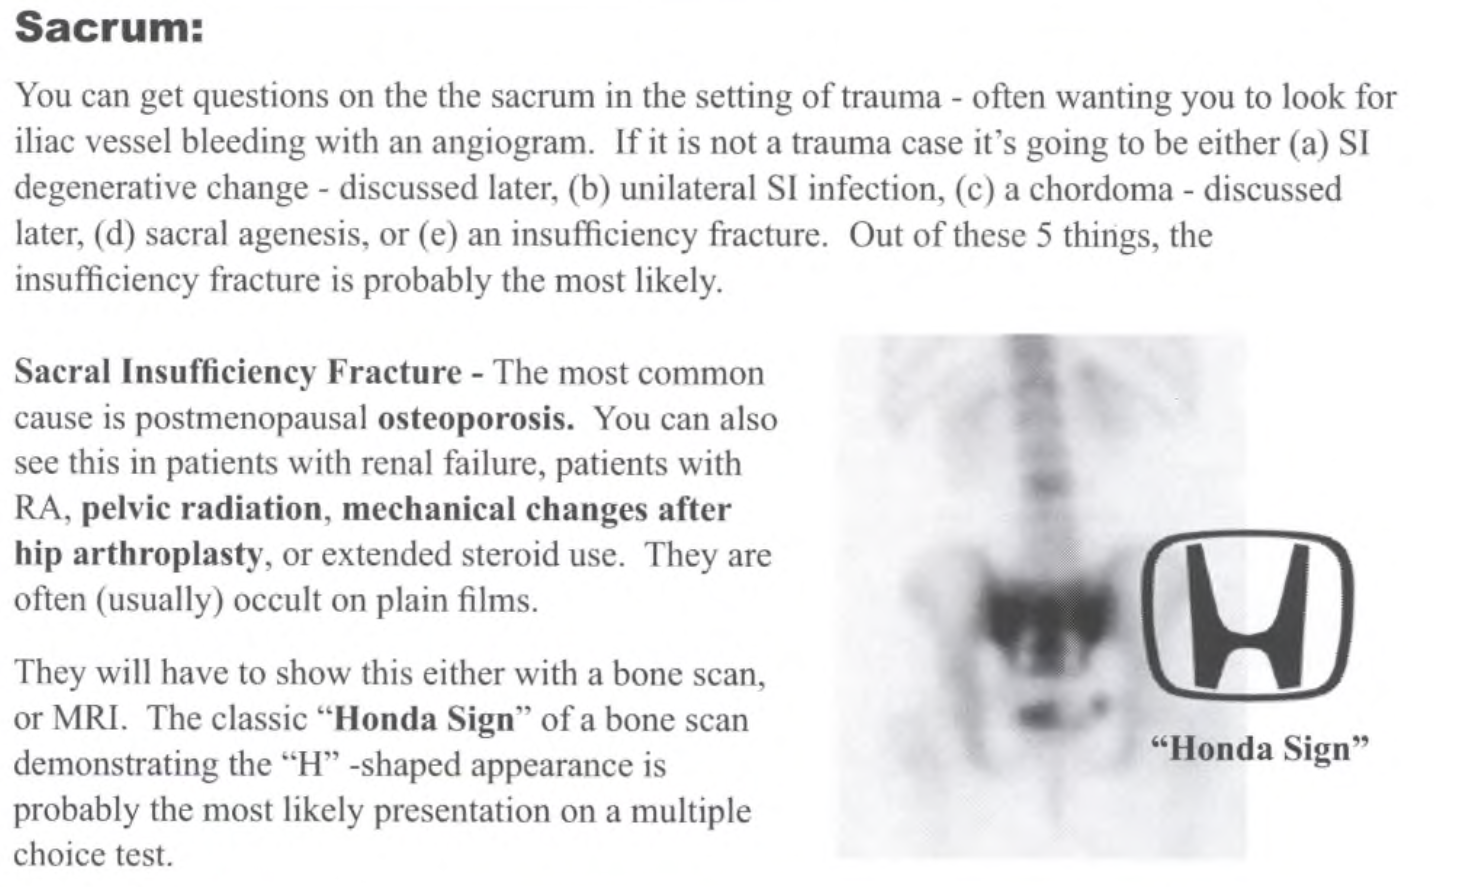 Sacrum:
You can get questions on the the sacrum in the setting of trauma - often wanting you to look for
iliac vessel bleeding with an angiogram. If it is not a trauma case it's going to be either (a) SI
degenerative change - discussed later, (b) unilateral SI infection, (c) a chordoma - discussed
later, (d) sacral agenesis, or (e) an insufficiency fracture. Out of these 5 things, the
insufficiency fracture is probably the most likely.
Sacral Insufficiency Fracture - The most common
cause is postmenopausal osteoporosis. You can also
see this in patients with renal failure, patients with
RA, pelvic radiation, mechanical changes after
hip arthroplasty, or extended steroid use. They are
often (usually) occult on plain films.
They will have to show this either with a bone scan,
or MRI. The classic “Honda Sign” of a bone scan
demonstrating the “H” -shaped appearance is
probably the most likely presentation on a multiple
choice test.
“Honda Sign”